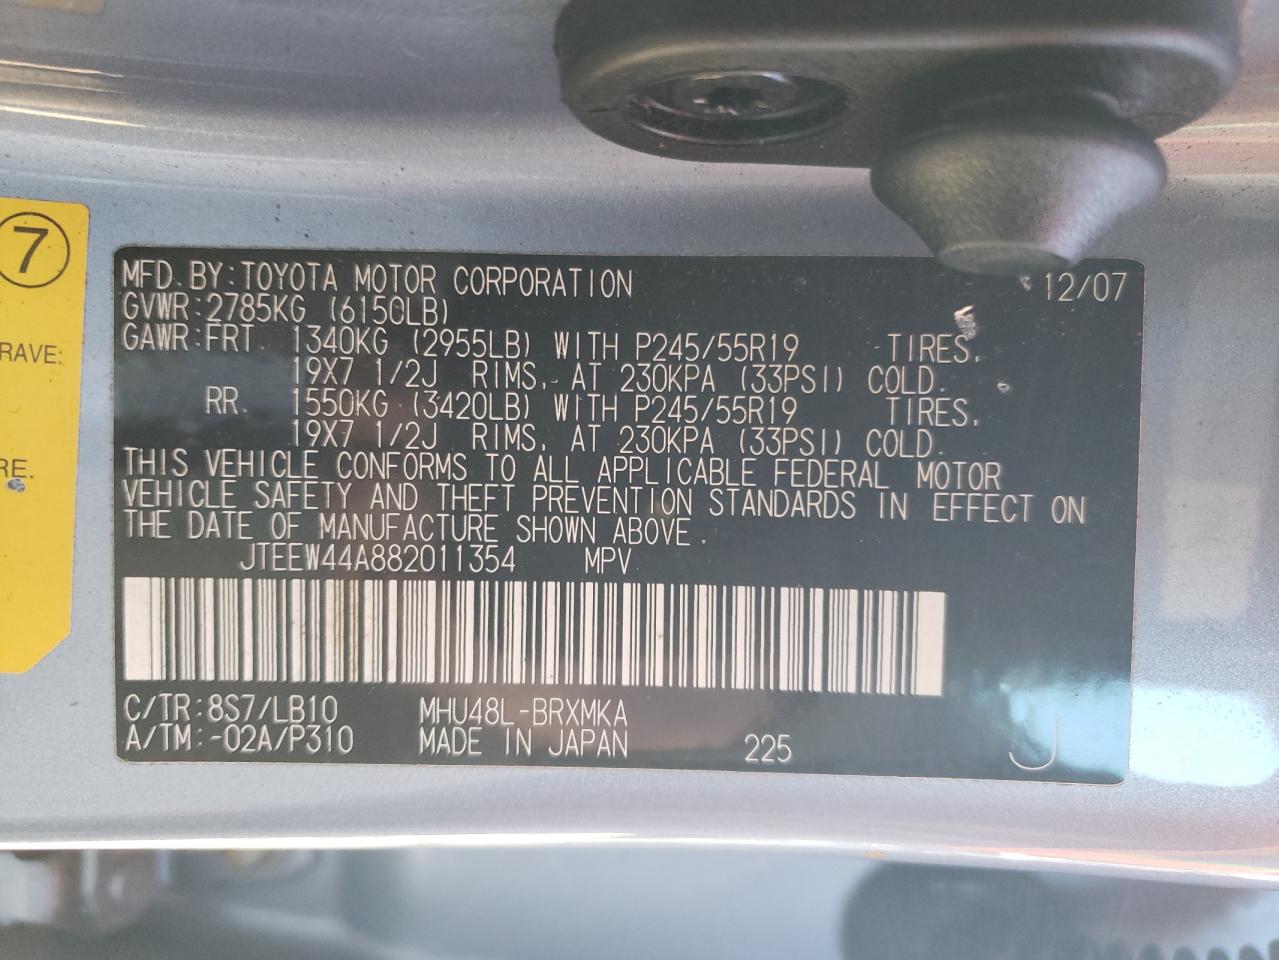 7
RAVE:
RE.
MFD. BY: TOYOTA MOTOR CORPORATION 12/07
GVWR: 2785KG (6150LB)
GAWR: FRT. 1340KG (2955LB) WITH P245/55R19 TIRES,
19X7 1/2J RIMS, AT 230KPA (33PSI) COLD.
RR. 1550KG (3420LB) WITH P245/55R19 TIRES,
19X7 1/2J RIMS, AT 230KPA (33PSI) COLD.
THIS VEHICLE CONFORMS TO ALL APPLICABLE FEDERAL MOTOR
VEHICLE SAFETY AND THEFT PREVENTION STANDARDS IN EFFECT ON
THE DATE OF MANUFACTURE SHOWN ABOVE.
JTEEW44A882011354 MPV
C/TR: 8S7/LB10 MHU48L-BRXMKA
A/TM: -02A/P310 MADE IN JAPAN 225 J